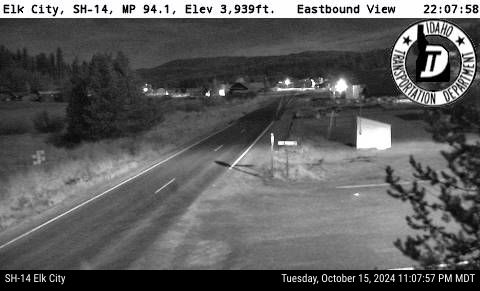 Elk City, SH-14, MP 94.1, Elev 3,939ft. Eastbound View 22:07:58
IDAHO
TRANSPORTATION DEPARTMENT
SH-14 Elk City Tuesday, October 15, 2024 11:07:57 PM MDT